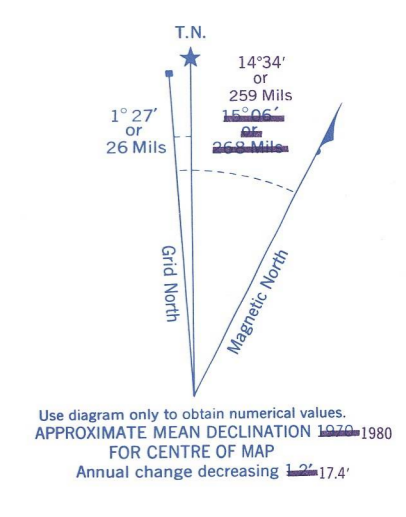 T.N.
14°34′
or
259 Mils
1° 27′
or
26 Mils
15° 06′
or
268 Mils
Grid North
Magnetic North
Use diagram only to obtain numerical values.
APPROXIMATE MEAN DECLINATION 1970 1980
FOR CENTRE OF MAP
Annual change decreasing 1.2′ 17.4′